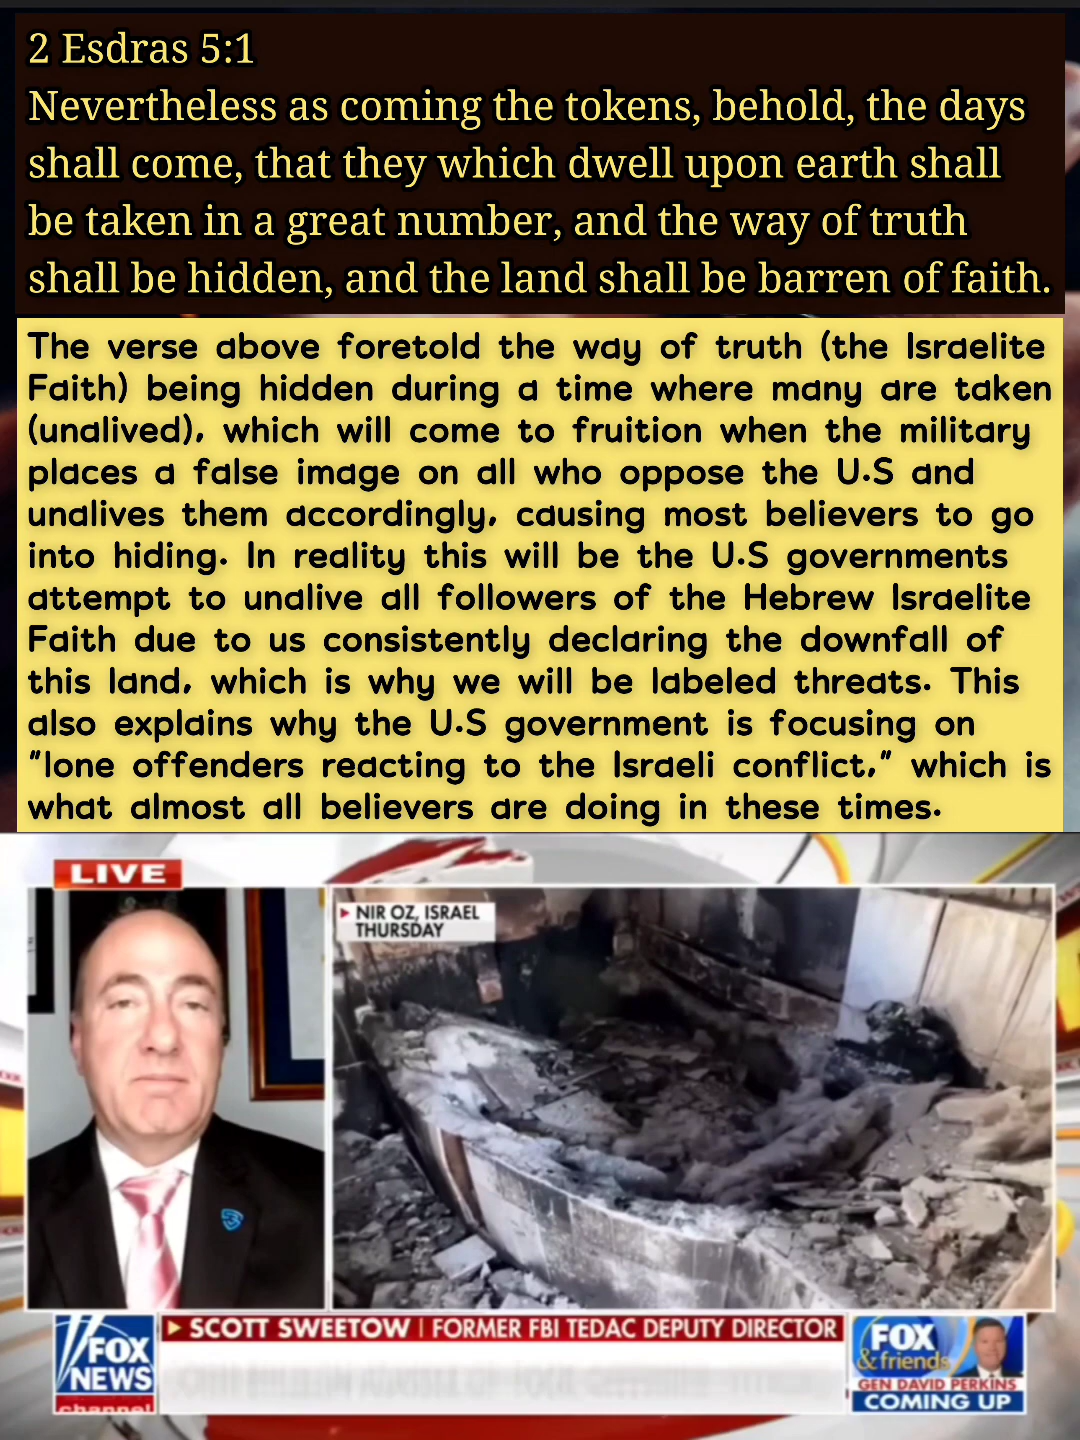 2 Esdras 5:1
Nevertheless as coming the tokens, behold, the days
shall come, that they which dwell upon earth shall
be taken in a great number, and the way of truth
shall be hidden, and the land shall be barren of faith.
The verse above foretold the way of truth (the Israelite
Faith) being hidden during a time where many are taken
(unalived), which will come to fruition when the military
places a false image on all who oppose the U.S and
unalives them accordingly, causing most believers to go
into hiding. In reality this will be the U.S governments
attempt to unalive all followers of the Hebrew Israelite
Faith due to us consistently declaring the downfall of
this land, which is why we will be labeled threats. This
also explains why the U.S government is focusing on
"lone offenders reacting to the Israeli conflict," which is
what almost all believers are doing in these times.
LIVE
NIR OZ, ISRAEL
THURSDAY
SCOTT SWEETOW | FORMER FBI TEDAC DEPUTY DIRECTOR
FOX
NEWS
channel
FOX
& friends
GEN DAVID PERKINS
COMING UP